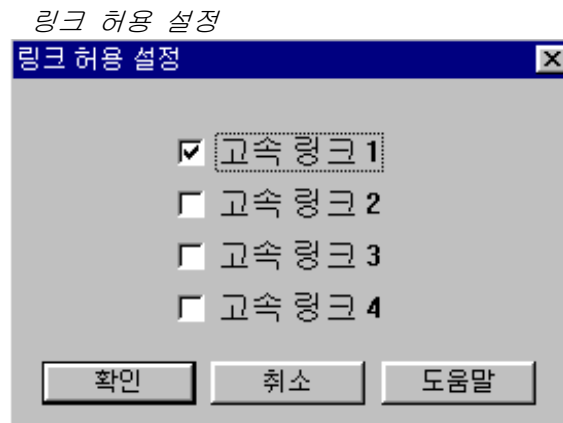 링크 허용 설정
링크 허용 설정
고속 링크 1
고속 링크 2
고속 링크 3
고속 링크 4
확인 취소 도움말